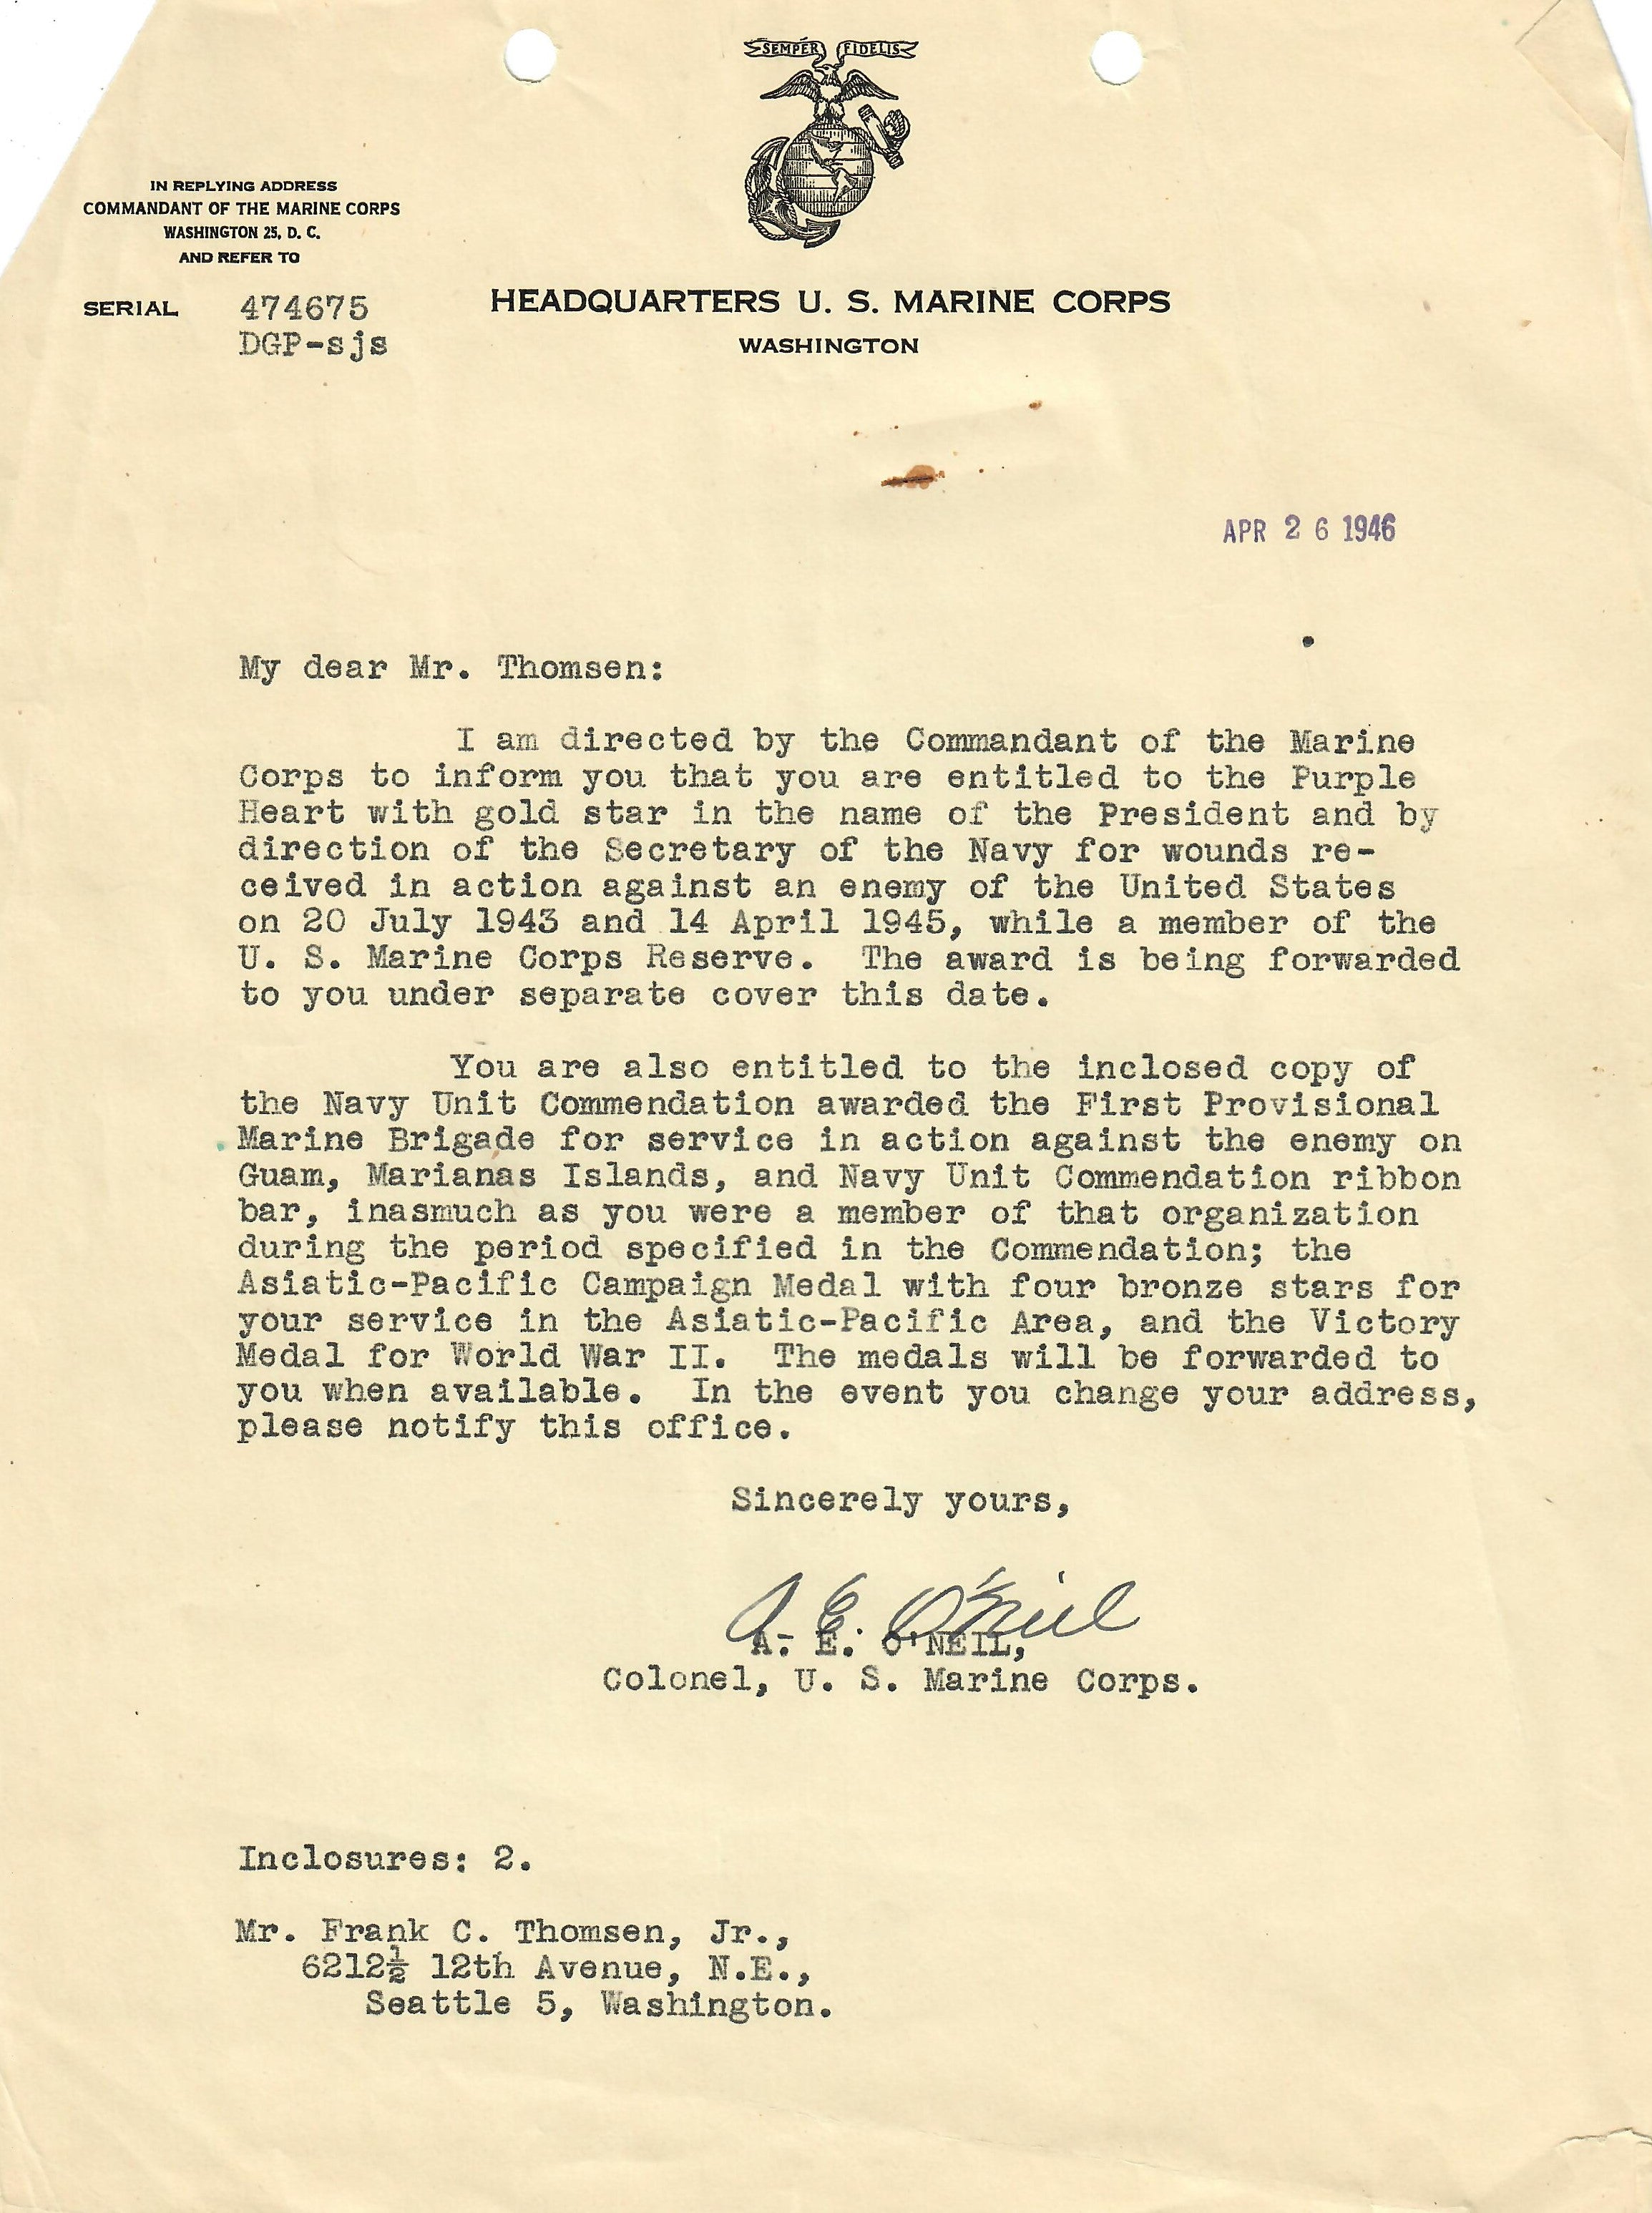 SEMPER FIDELIS
IN REPLYING ADDRESS
COMMANDANT OF THE MARINE CORPS
WASHINGTON 25, D. C.
AND REFER TO
SERIAL 474675
DGP-sjs
HEADQUARTERS U. S. MARINE CORPS
WASHINGTON
APR 26 1946
My dear Mr. Thomsen:
I am directed by the Commandant of the Marine
Corps to inform you that you are entitled to the Purple
Heart with gold star in the name of the President and by
direction of the Secretary of the Navy for wounds re-
ceived in action against an enemy of the United States
on 20 July 1943 and 14 April 1945, while a member of the
U. S. Marine Corps Reserve. The award is being forwarded
to you under separate cover this date.
You are also entitled to the inclosed copy of
the Navy Unit Commendation awarded the First Provisional
Marine Brigade for service in action against the enemy on
Guam, Marianas Islands, and Navy Unit Commendation ribbon
bar, inasmuch as you were a member of that organization
during the period specified in the Commendation; the
Asiatic-Pacific Campaign Medal with four bronze stars for
your service in the Asiatic-Pacific Area, and the Victory
Medal for World War II. The medals will be forwarded to
you when available. In the event you change your address,
please notify this office.
Sincerely yours,
A E O'Neil
A. E. O'NEIL,
Colonel, U. S. Marine Corps.
Inclosures: 2.
Mr. Frank C. Thomsen, Jr.,
6212½ 12th Avenue, N.E.,
Seattle 5, Washington.